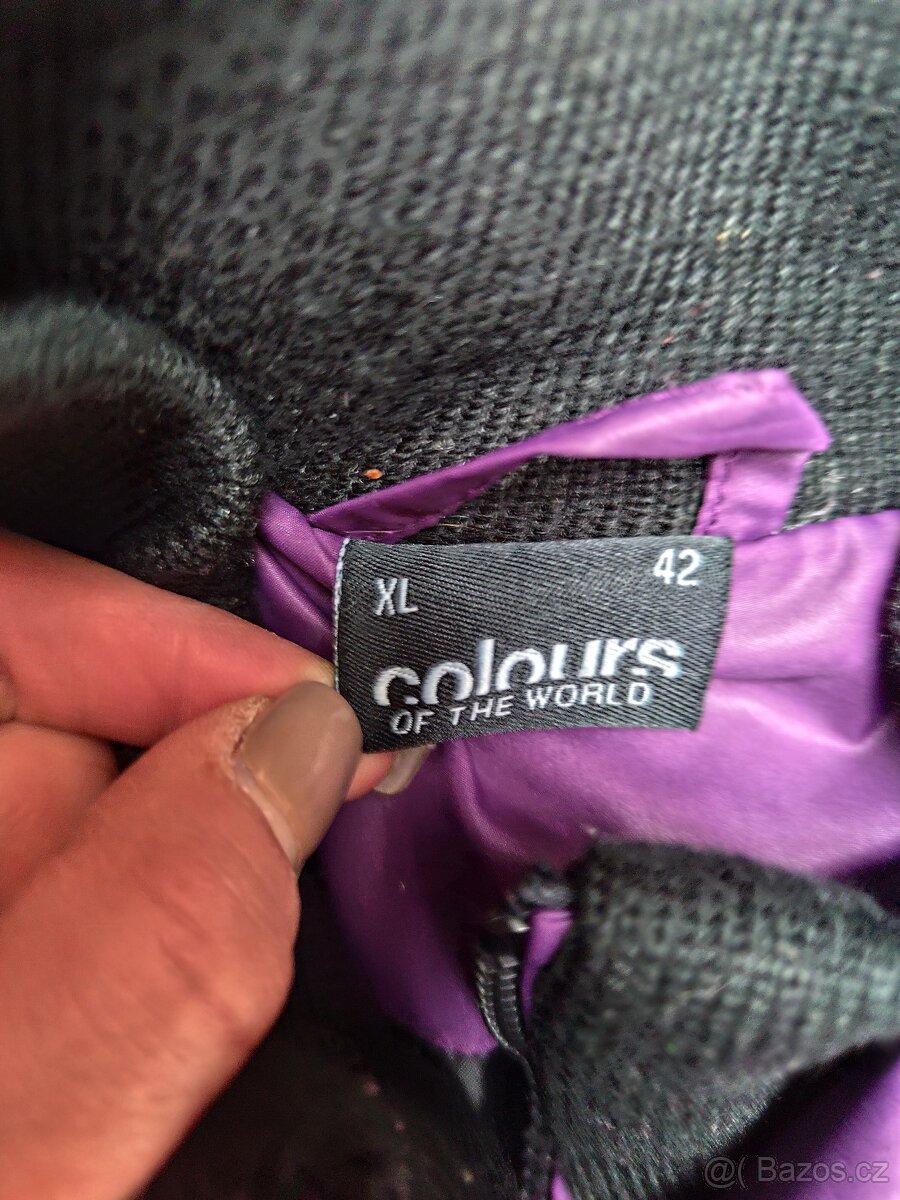 XL 42
colours
OF THE WORLD
@( Bazos.cz